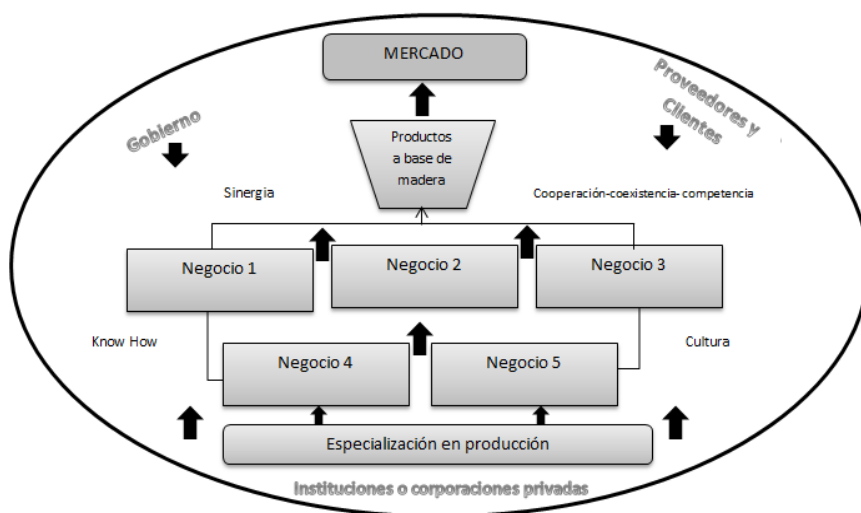 MERCADO
Gobierno
Proveedores y
Clientes
Productos
a base de
madera
Sinergia
Cooperación-coexistencia- competencia
Negocio 1
Negocio 2
Negocio 3
Know How
Cultura
Negocio 4
Negocio 5
Especialización en producción
Instituciones o corporaciones privadas